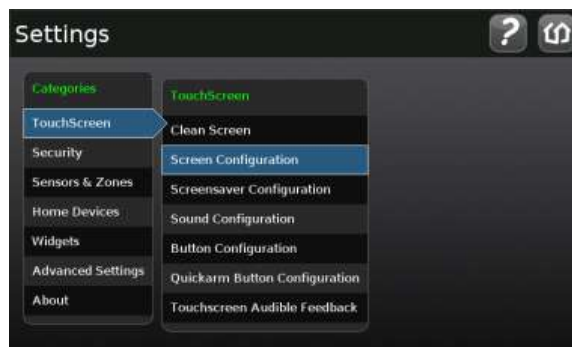 Settings
?
Categories
TouchScreen
Security
Sensors & Zones
Home Devices
Widgets
Advanced Settings
About
TouchScreen
Clean Screen
Screen Configuration
Screensaver Configuration
Sound Configuration
Button Configuration
Quickarm Button Configuration
Touchscreen Audible Feedback